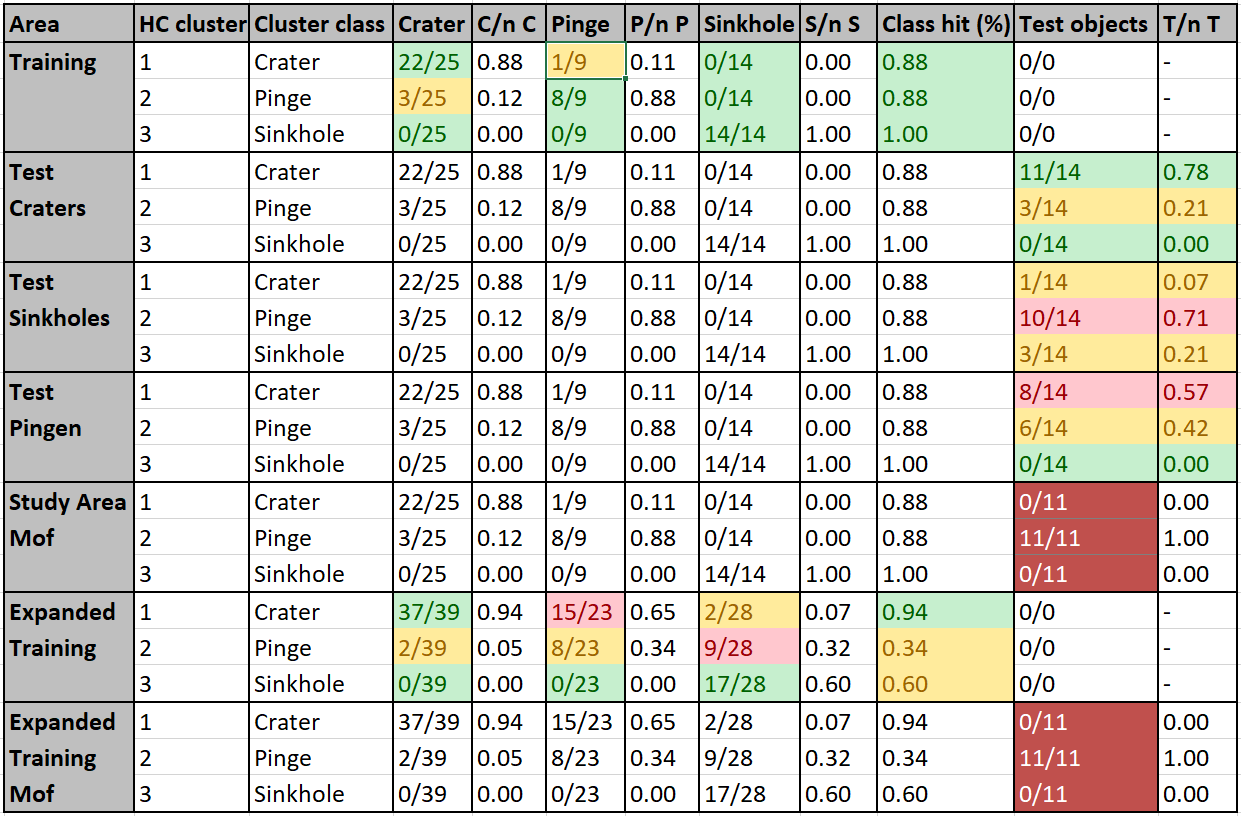 Area HC cluster Cluster class Crater C/n C Pinge P/n P Sinkhole S/n S Class hit (%) Test objects T/n T
Training 1 Crater 22/25 0.88 1/9 0.11 0/14 0.00 0.88 0/0 -
2 Pinge 3/25 0.12 8/9 0.88 0/14 0.00 0.88 0/0 -
3 Sinkhole 0/25 0.00 0/9 0.00 14/14 1.00 1.00 0/0 -
Test 1 Crater 22/25 0.88 1/9 0.11 0/14 0.00 0.88 11/14 0.78
Craters 2 Pinge 3/25 0.12 8/9 0.88 0/14 0.00 0.88 3/14 0.21
3 Sinkhole 0/25 0.00 0/9 0.00 14/14 1.00 1.00 0/14 0.00
Test 1 Crater 22/25 0.88 1/9 0.11 0/14 0.00 0.88 1/14 0.07
Sinkholes 2 Pinge 3/25 0.12 8/9 0.88 0/14 0.00 0.88 10/14 0.71
3 Sinkhole 0/25 0.00 0/9 0.00 14/14 1.00 1.00 3/14 0.21
Test 1 Crater 22/25 0.88 1/9 0.11 0/14 0.00 0.88 8/14 0.57
Pingen 2 Pinge 3/25 0.12 8/9 0.88 0/14 0.00 0.88 6/14 0.42
3 Sinkhole 0/25 0.00 0/9 0.00 14/14 1.00 1.00 0/14 0.00
Study Area 1 Crater 22/25 0.88 1/9 0.11 0/14 0.00 0.88 0/11 0.00
Mof 2 Pinge 3/25 0.12 8/9 0.88 0/14 0.00 0.88 11/11 1.00
3 Sinkhole 0/25 0.00 0/9 0.00 14/14 1.00 1.00 0/11 0.00
Expanded 1 Crater 37/39 0.94 15/23 0.65 2/28 0.07 0.94 0/0 -
Training 2 Pinge 2/39 0.05 8/23 0.34 9/28 0.32 0.34 0/0 -
3 Sinkhole 0/39 0.00 0/23 0.00 17/28 0.60 0.60 0/0 -
Expanded 1 Crater 37/39 0.94 15/23 0.65 2/28 0.07 0.94 0/11 0.00
Training 2 Pinge 2/39 0.05 8/23 0.34 9/28 0.32 0.34 11/11 1.00
Mof 3 Sinkhole 0/39 0.00 0/23 0.00 17/28 0.60 0.60 0/11 0.00